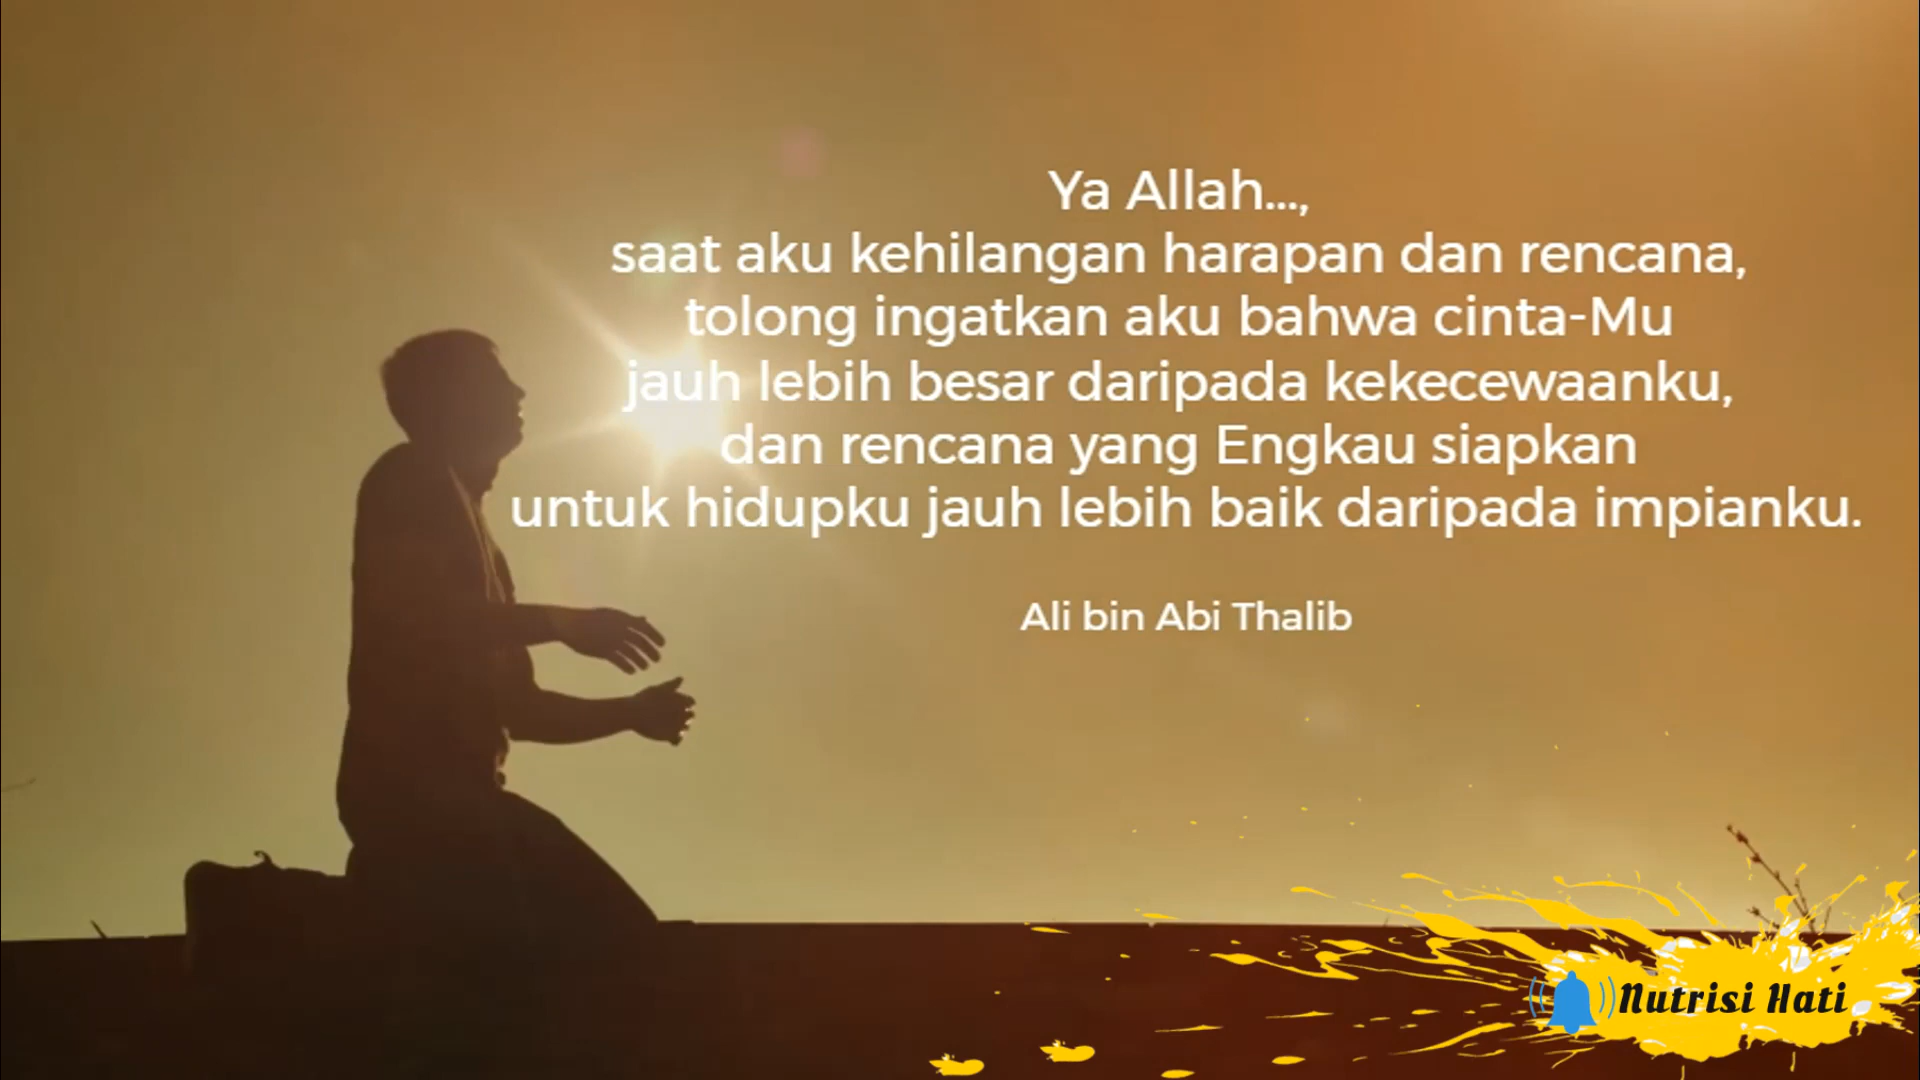 Ya Allah...,
saat aku kehilangan harapan dan rencana,
tolong ingatkan aku bahwa cinta-Mu
jauh lebih besar daripada kekecewaanku,
dan rencana yang Engkau siapkan
untuk hidupku jauh lebih baik daripada impianku.
Ali bin Abi Thalib
Nutrisi Hati